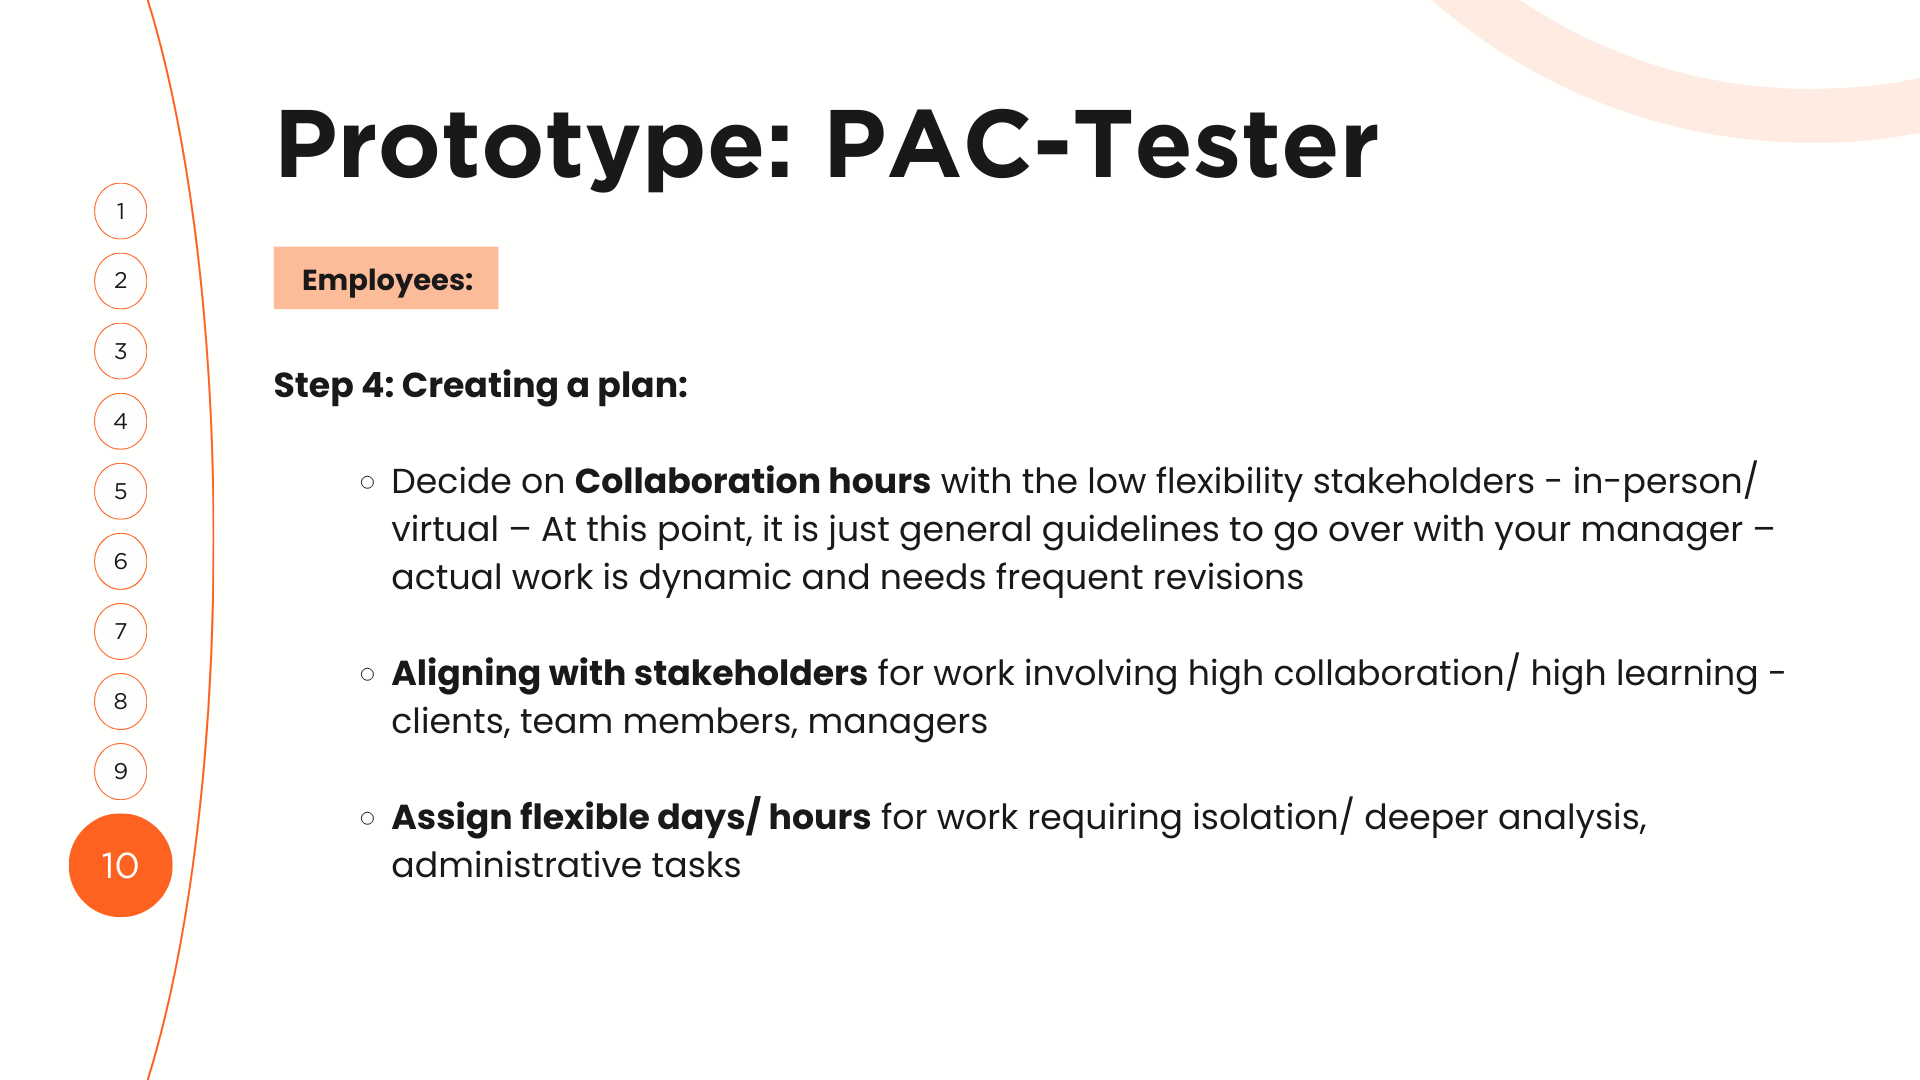 Prototype: PAC-Tester
1
2
3
4
5
6
7
8
9
10
Employees:
Step 4: Creating a plan:
Decide on Collaboration hours with the low flexibility stakeholders - in-person/
virtual – At this point, it is just general guidelines to go over with your manager –
actual work is dynamic and needs frequent revisions
Aligning with stakeholders for work involving high collaboration/ high learning -
clients, team members, managers
Assign flexible days/ hours for work requiring isolation/ deeper analysis,
administrative tasks